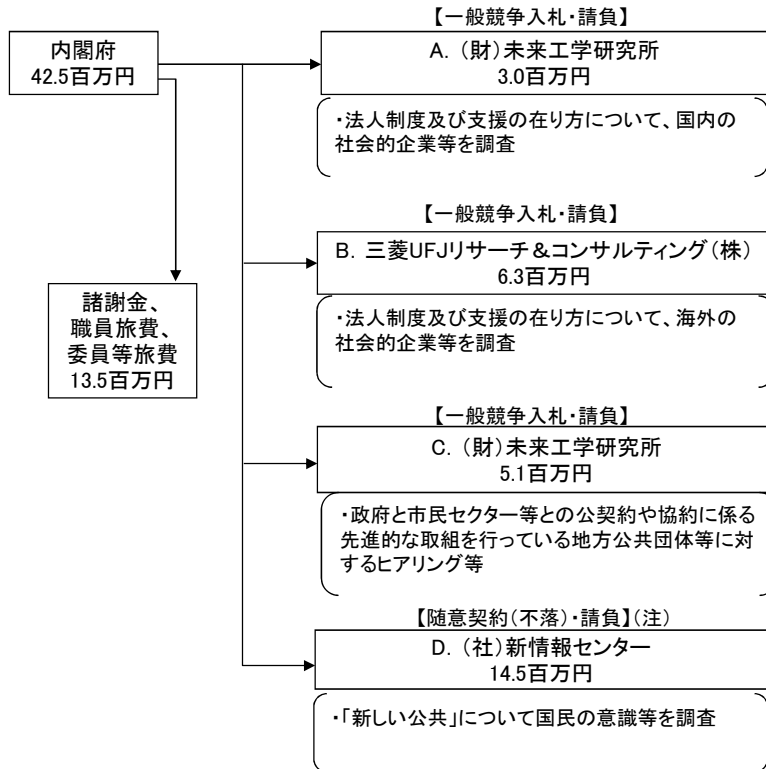 内閣府
42.5百万円
諸謝金、
職員旅費、
委員等旅費
13.5百万円
【一般競争入札・請負】
A. (財)未来工学研究所
3.0百万円
・法人制度及び支援の在り方について、国内の
社会的企業等を調査
【一般競争入札・請負】
B. 三菱UFJリサーチ&コンサルティング(株)
6.3百万円
・法人制度及び支援の在り方について、海外の
社会的企業等を調査
【一般競争入札・請負】
C. (財)未来工学研究所
5.1百万円
・政府と市民セクター等との公契約や協約に係る
先進的な取組を行っている地方公共団体等に対
するヒアリング等
【随意契約(不落)・請負】(注)
D. (社)新情報センター
14.5百万円
・「新しい公共」について国民の意識等を調査